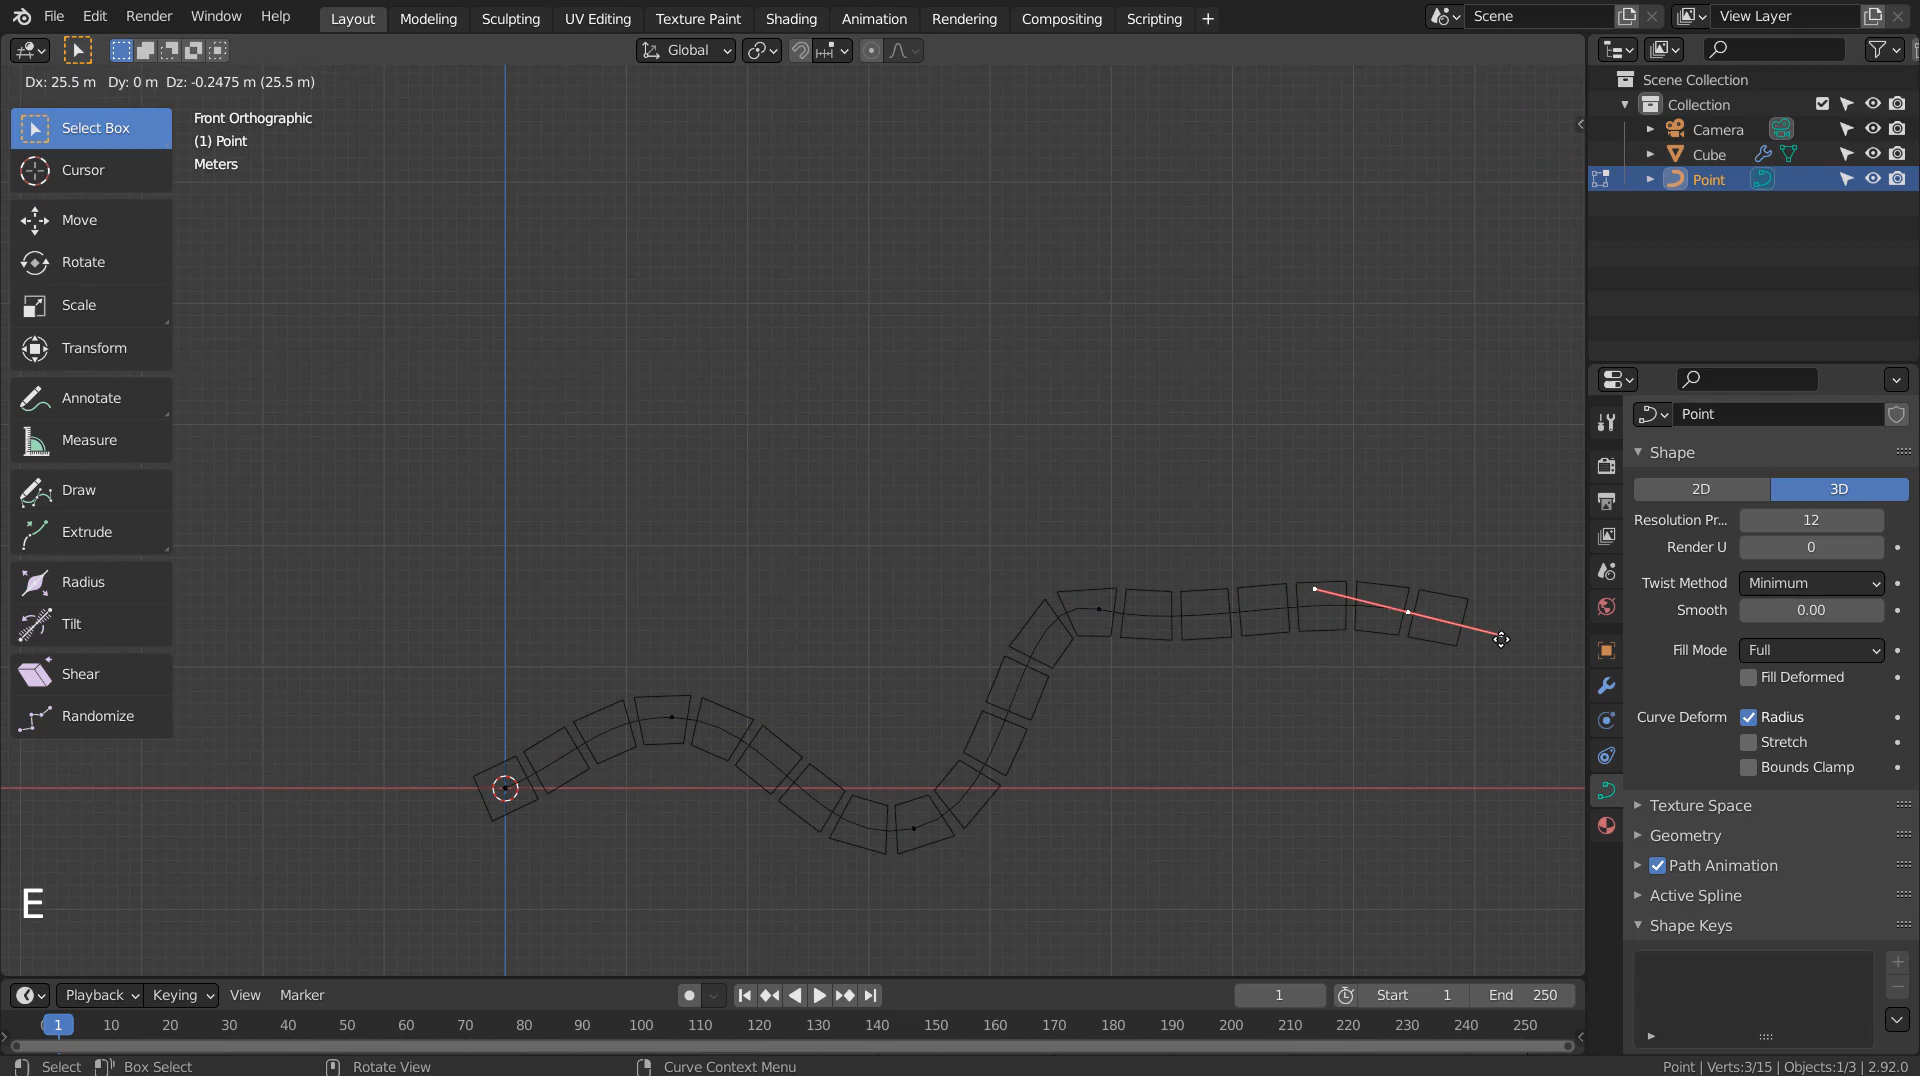 File Edit Render Window Help Layout Modeling Sculpting UV Editing Texture Paint Shading Animation Rendering Compositing Scripting + Scene View Layer
Global
Dx: 25.5 m Dy: 0 m Dz: -0.2475 m (25.5 m)
Select Box
Cursor
Move
Rotate
Scale
Transform
Annotate
Measure
Draw
Extrude
Radius
Tilt
Shear
Randomize
Front Orthographic
(1) Point
Meters
E
Scene Collection
Collection
Camera
Cube
Point
Point
Shape
2D 3D
Resolution Pr... 12
Render U 0
Twist Method Minimum
Smooth 0.00
Fill Mode Full
Fill Deformed
Curve Deform Radius
Stretch
Bounds Clamp
Texture Space
Geometry
Path Animation
Active Spline
Shape Keys
Playback Keying View Marker 1 Start 1 End 250
1 10 20 30 40 50 60 70 80 90 100 110 120 130 140 150 160 170 180 190 200 210 220 230 240 250
Select Box Select Rotate View Curve Context Menu Point | Verts:3/15 | Objects:1/3 | 2.92.0